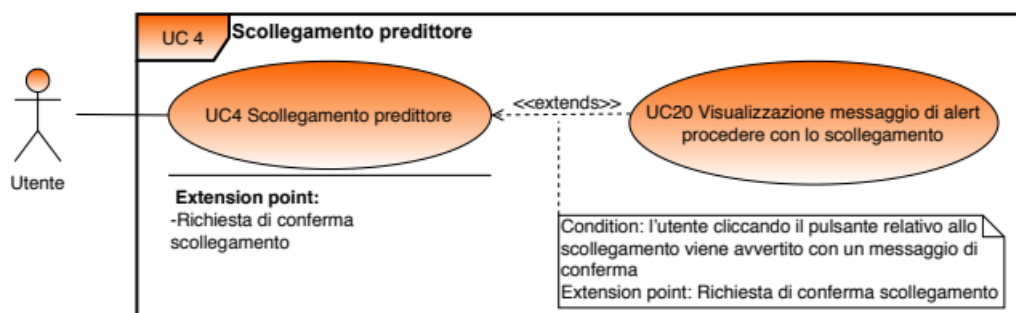 UC 4
Scollegamento predittore
Utente
UC4 Scollegamento predittore
<<extends>>
UC20 Visualizzazione messaggio di alert
procedere con lo scollegamento
Extension point:
-Richiesta di conferma
scollegamento
Condition: l'utente cliccando il pulsante relativo allo
scollegamento viene avvertito con un messaggio di
conferma
Extension point: Richiesta di conferma scollegamento